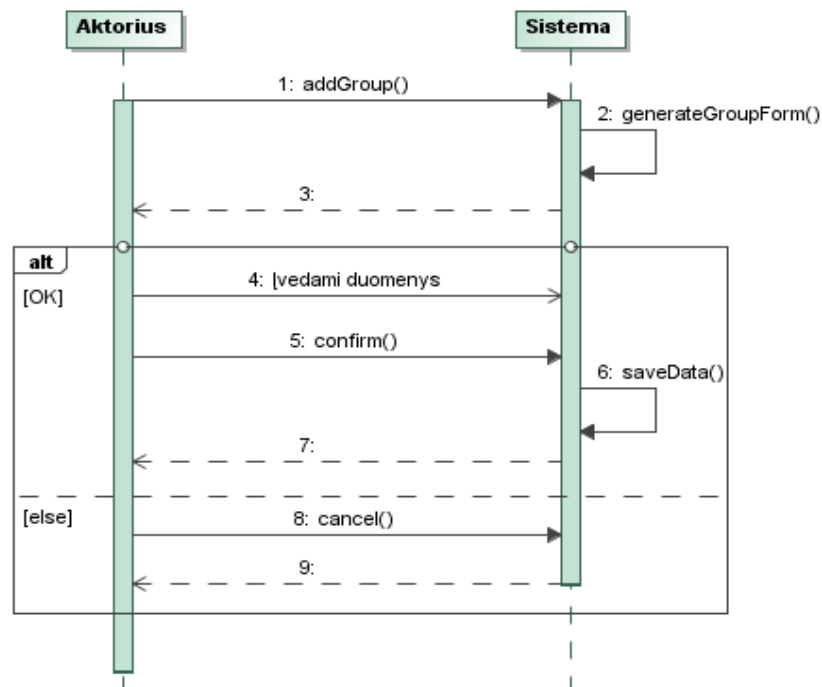 Aktorius
Sistema
1: addGroup()
2: generateGroupForm()
3:
alt
[OK]
4: Įvedami duomenys
5: confirm()
6: saveData()
7:
[else]
8: cancel()
9: